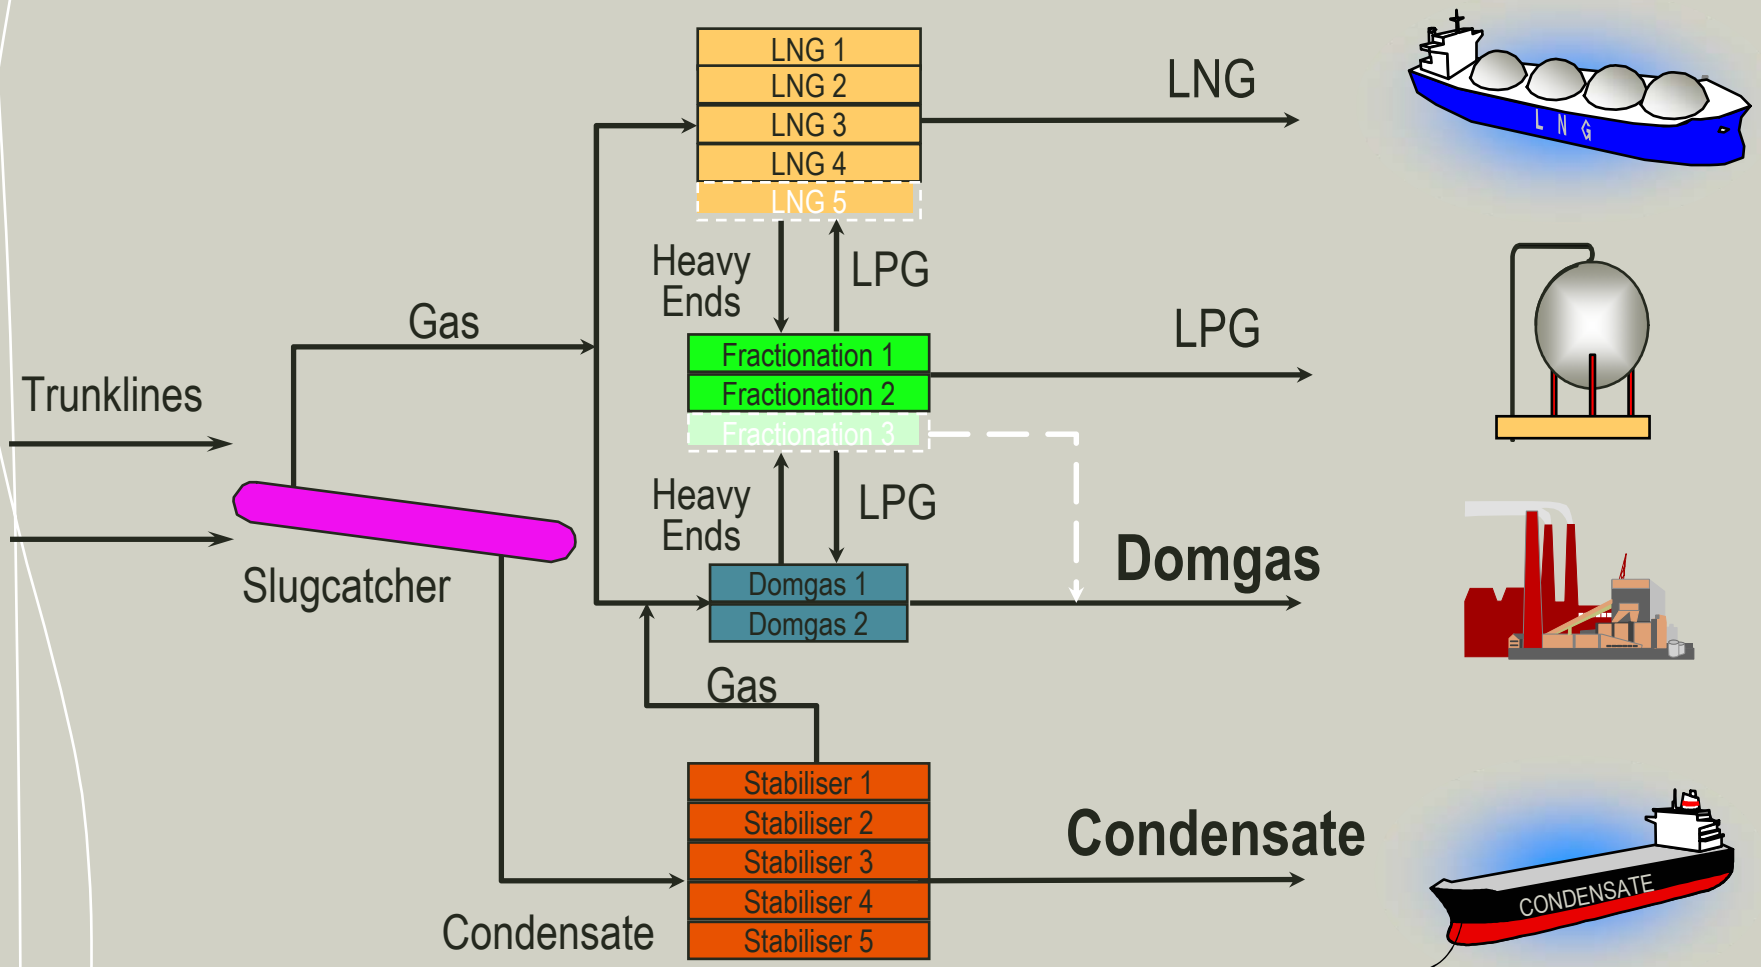 LNG 1
LNG 2
LNG 3
LNG 4
LNG 5
LNG
L N G
Heavy
Ends
LPG
Gas
Fractionation 1
Fractionation 2
Fractionation 3
LPG
Trunklines
Slugcatcher
Heavy
Ends
LPG
Domgas 1
Domgas 2
Domgas
Gas
Stabiliser 1
Stabiliser 2
Stabiliser 3
Stabiliser 4
Stabiliser 5
Condensate
Condensate
CONDENSATE